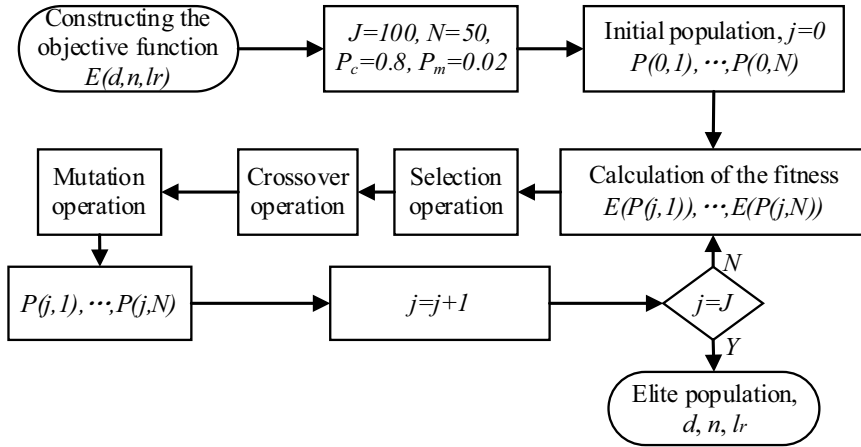 Constructing the
objective function
E(d,n,lr)
J=100, N=50,
Pc=0.8, Pm=0.02
Initial population, j=0
P(0,1),···,P(0,N)
Mutation
operation
Crossover
operation
Selection
operation
Calculation of the fitness
E(P(j,1)),···,E(P(j,N))
P(j,1),···,P(j,N)
j=j+1
j=J
N
Y
Elite population,
d, n, lr